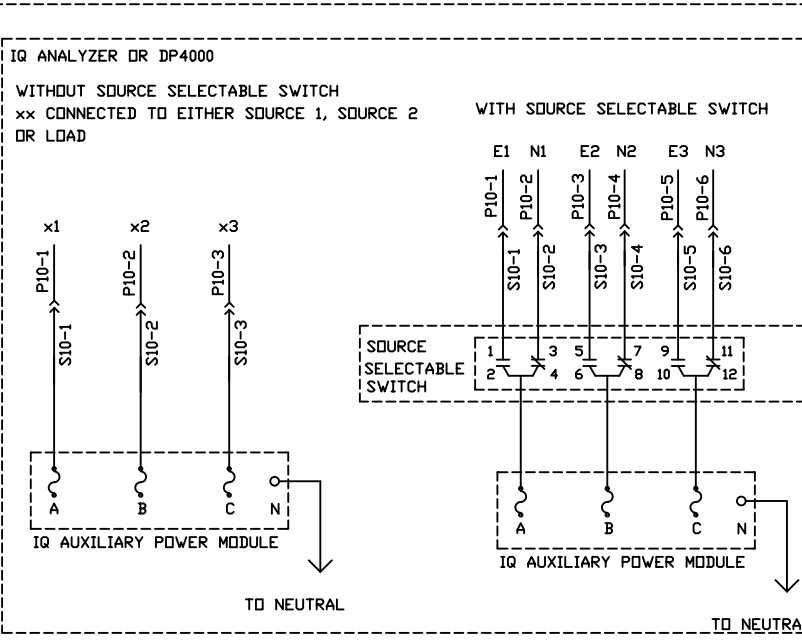 IQ ANALYZER OR DP4000
WITHOUT SOURCE SELECTABLE SWITCH
xx CONNECTED TO EITHER SOURCE 1, SOURCE 2
OR LOAD
x1 x2 x3
P10-1 P10-2 P10-3
S10-1 S10-2 S10-3
A B C N
IQ AUXILIARY POWER MODULE
TO NEUTRAL
WITH SOURCE SELECTABLE SWITCH
E1 N1 E2 N2 E3 N3
P10-1 P10-2 P10-3 P10-4 P10-5 P10-6
S10-1 S10-2 S10-3 S10-4 S10-5 S10-6
SOURCE
SELECTABLE
SWITCH
1 3 5 7 9 11
2 4 6 8 10 12
A B C N
IQ AUXILIARY POWER MODULE
TO NEUTRA